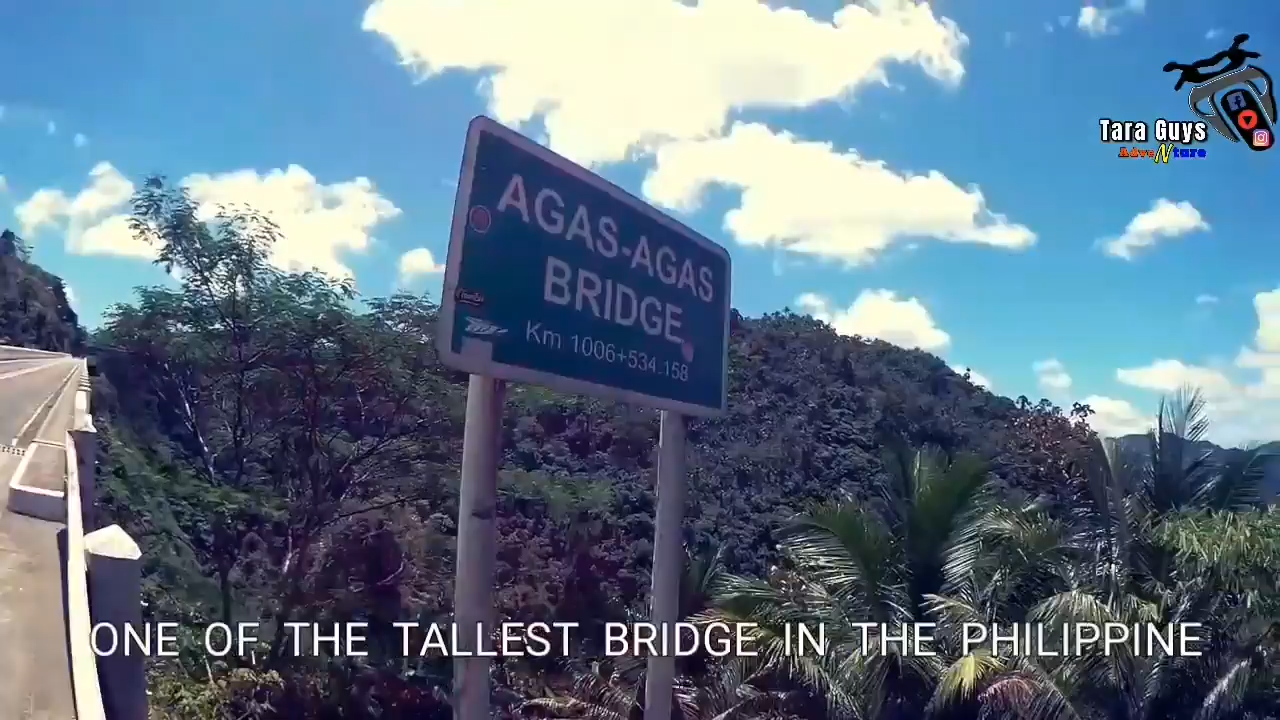 Tara Guys
AdveNture
AGAS-AGAS
BRIDGE
Km 1006+534.158
ONE OF THE TALLEST BRIDGE IN THE PHILIPPINE